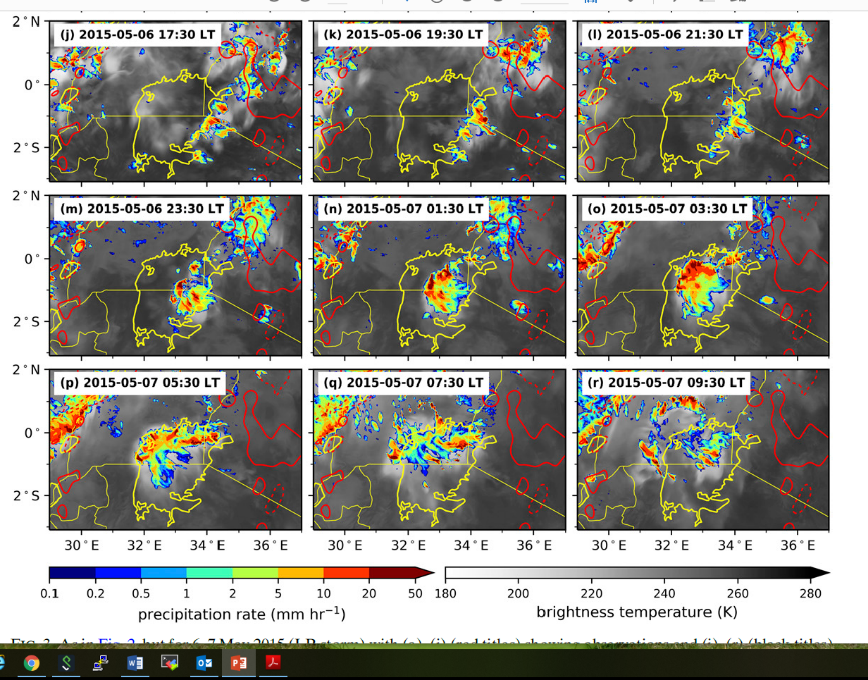 (j) 2015-05-06 17:30 LT
(k) 2015-05-06 19:30 LT
(l) 2015-05-06 21:30 LT
2°N
0°
2°S
(m) 2015-05-06 23:30 LT
(n) 2015-05-07 01:30 LT
(o) 2015-05-07 03:30 LT
2°N
0°
2°S
(p) 2015-05-07 05:30 LT
(q) 2015-05-07 07:30 LT
(r) 2015-05-07 09:30 LT
2°N
0°
2°S
30°E 32°E 34°E 36°E 30°E 32°E 34°E 36°E 30°E 32°E 34°E 36°E
0.1 0.2 0.5 1 2 5 10 20 50 180 200 220 240 260 280
precipitation rate (mm hr⁻¹) brightness temperature (K)